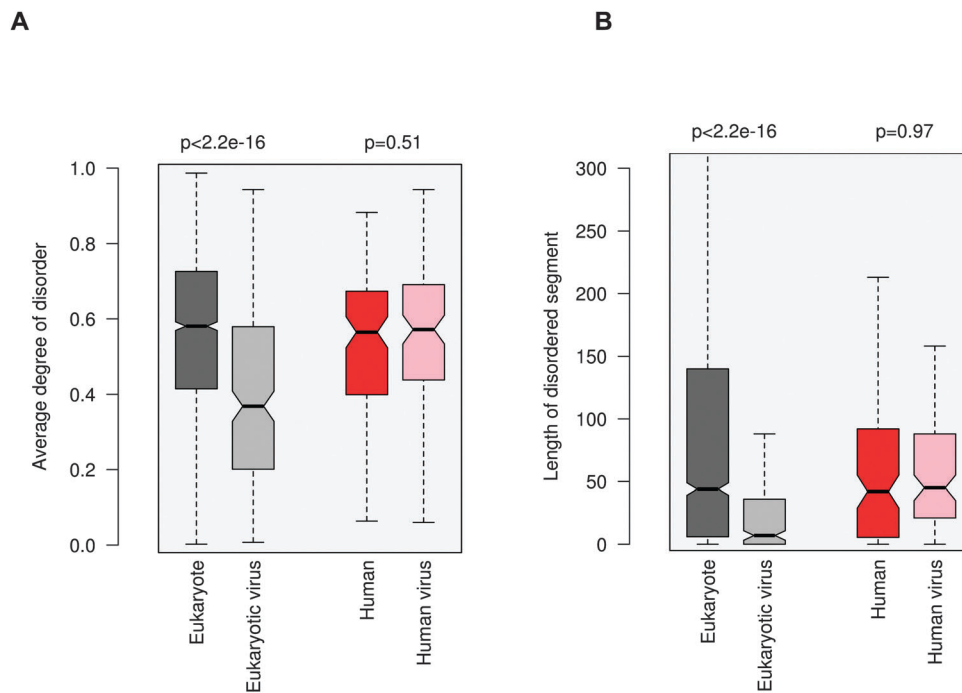 A
p<2.2e-16 p=0.51
Average degree of disorder
1.0
0.8
0.6
0.4
0.2
0.0
Eukaryote
Eukaryotic virus
Human
Human virus
B
p<2.2e-16 p=0.97
Length of disordered segment
300
250
200
150
100
50
0
Eukaryote
Eukaryotic virus
Human
Human virus